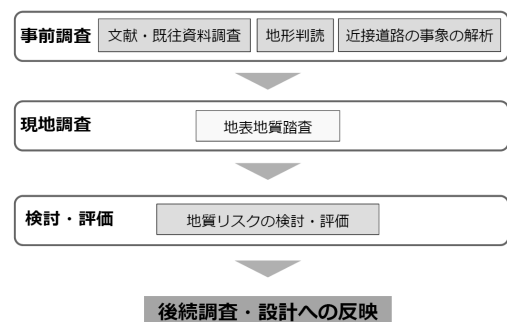 事前調査 文献・既往資料調査 地形判読 近接道路の事象の解析
現地調査 地表地質踏査
検討・評価 地質リスクの検討・評価
後続調査・設計への反映